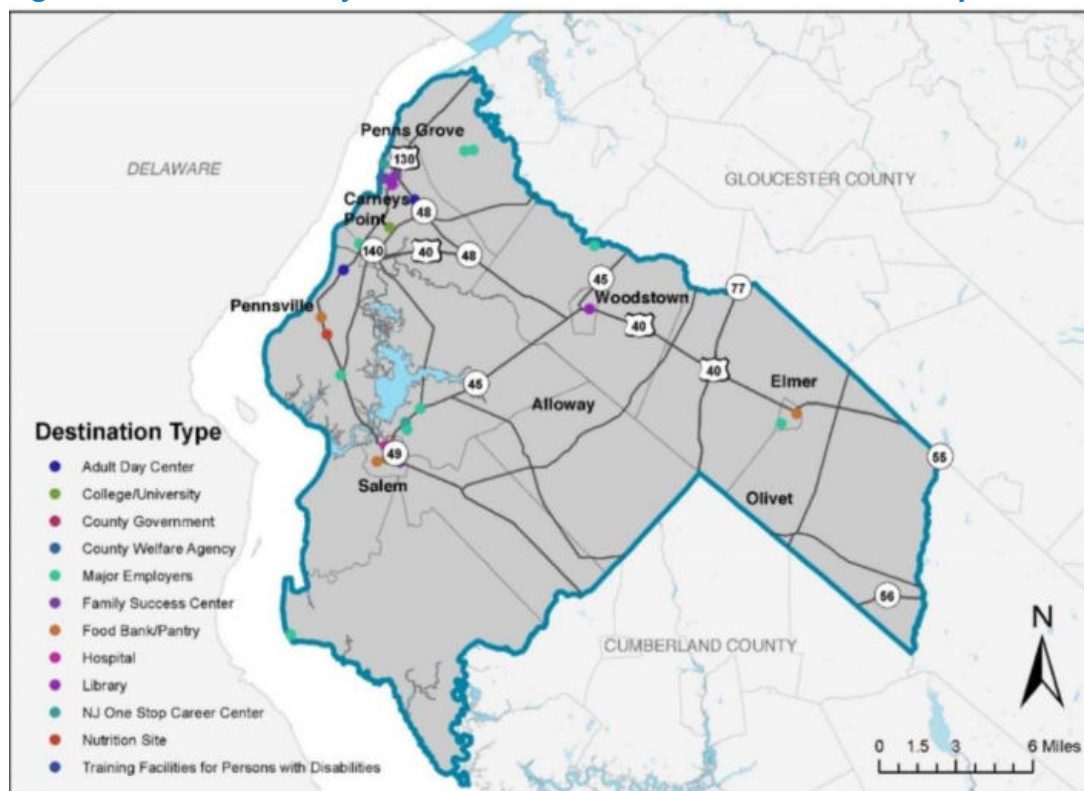 DELAWARE
GLOUCESTER COUNTY
CUMBERLAND COUNTY
Penns Grove
130
Carneys
Point
48
140
40
48
45
Woodstown
77
Pennsville
40
40
Elmer
45
Alloway
49
Salem
55
Olivet
56
Destination Type
Adult Day Center
College/University
County Government
County Welfare Agency
Major Employers
Family Success Center
Food Bank/Pantry
Hospital
Library
NJ One Stop Career Center
Nutrition Site
Training Facilities for Persons with Disabilities
N
0 1.5 3 6 Miles